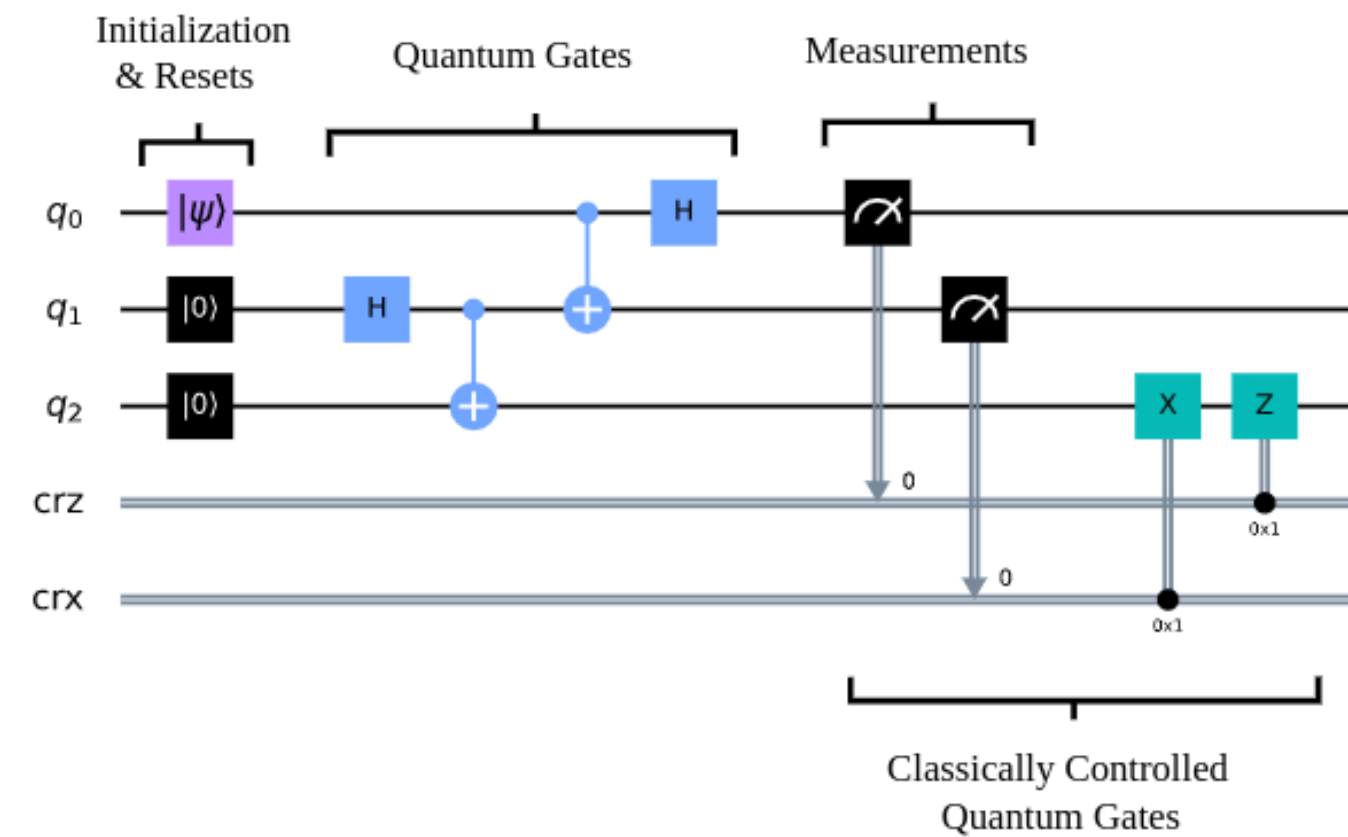 Initialization
& Resets
Quantum Gates
Measurements
q0 |ψ⟩ H
q1 |0⟩ H
q2 |0⟩ X Z
crz 0 0x1
crx 0 0x1
Classically Controlled
Quantum Gates